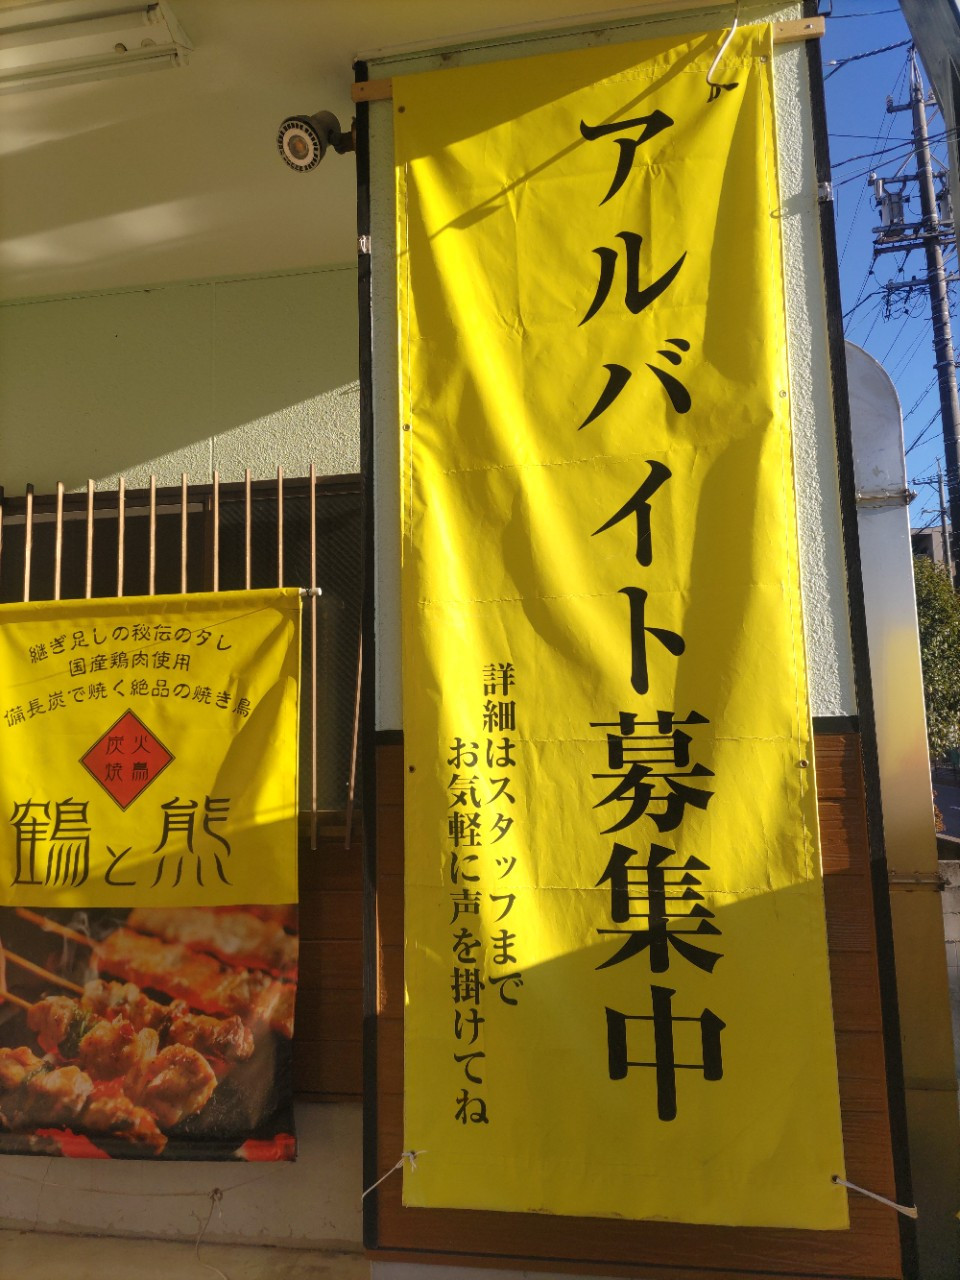 アルバイト募集中
詳細はスタッフまで
お気軽に声を掛けてね
継ぎ足しの秘伝のタレ
国産鶏肉使用
備長炭で焼く絶品の焼き鳥
炭火
焼鳥
鶴と熊